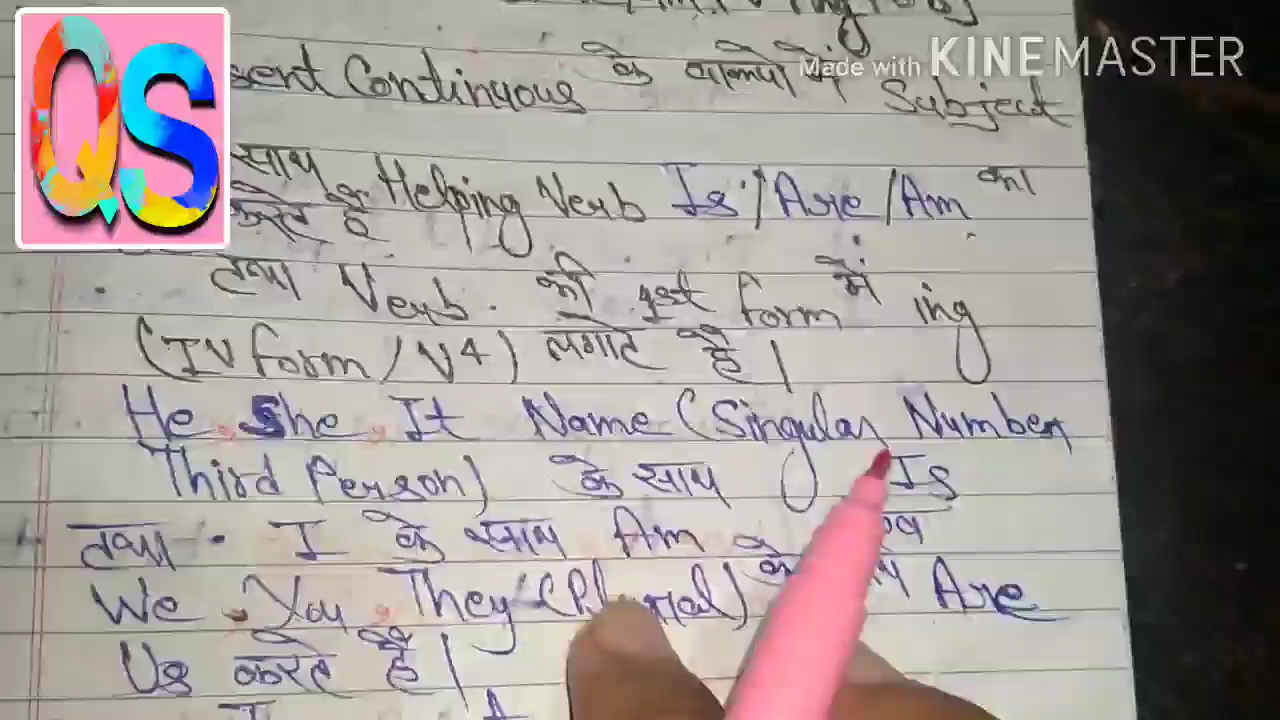 QS
Made with KINEMASTER
sent Continuous के वाक्यो में Subject
साथ Helping Verb Is/Are/Am का
करते है
तथा Verb की 1st form में ing
(IV form/V4) लगाते है।
He, She, It Name (Singular Number,
Third Person) के साथ Is
तथा I के साथ Am
We, You, They (Plural) के Are
Us करते है।